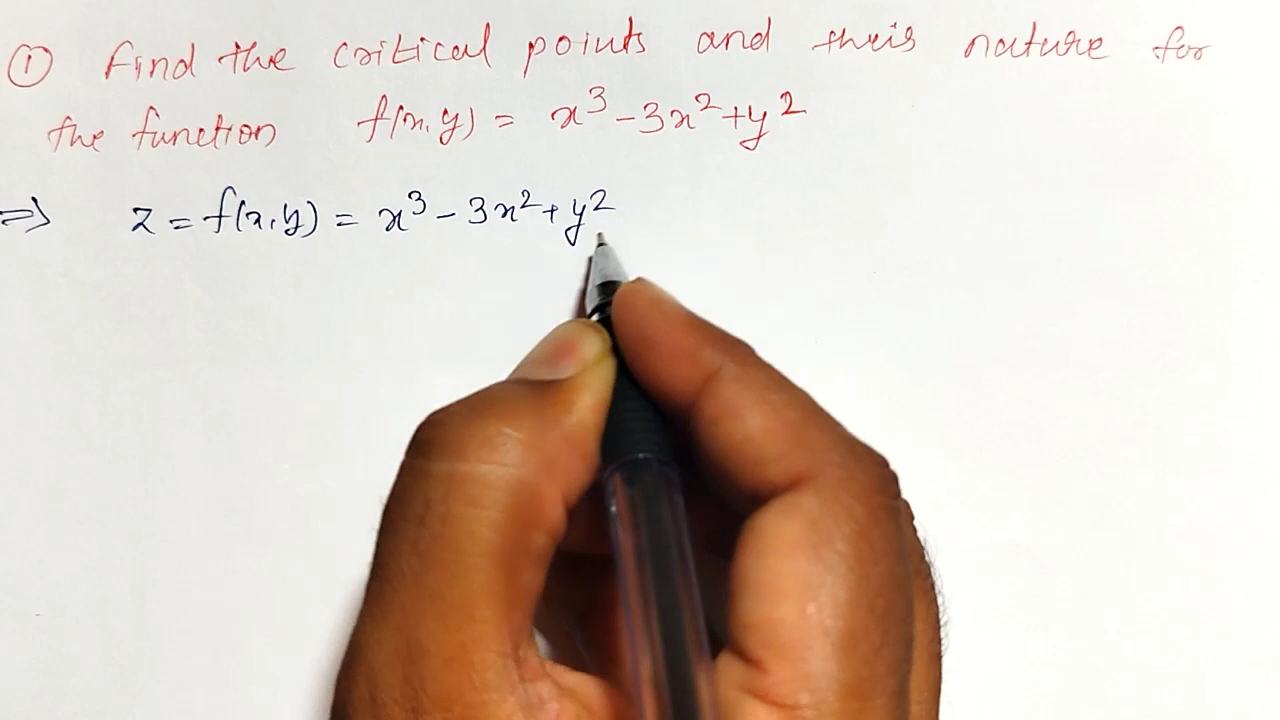 ① Find the critical points and their nature for
the function f(x,y) = x³-3x²+y²
⇒ z = f(x,y) = x³-3x²+y²